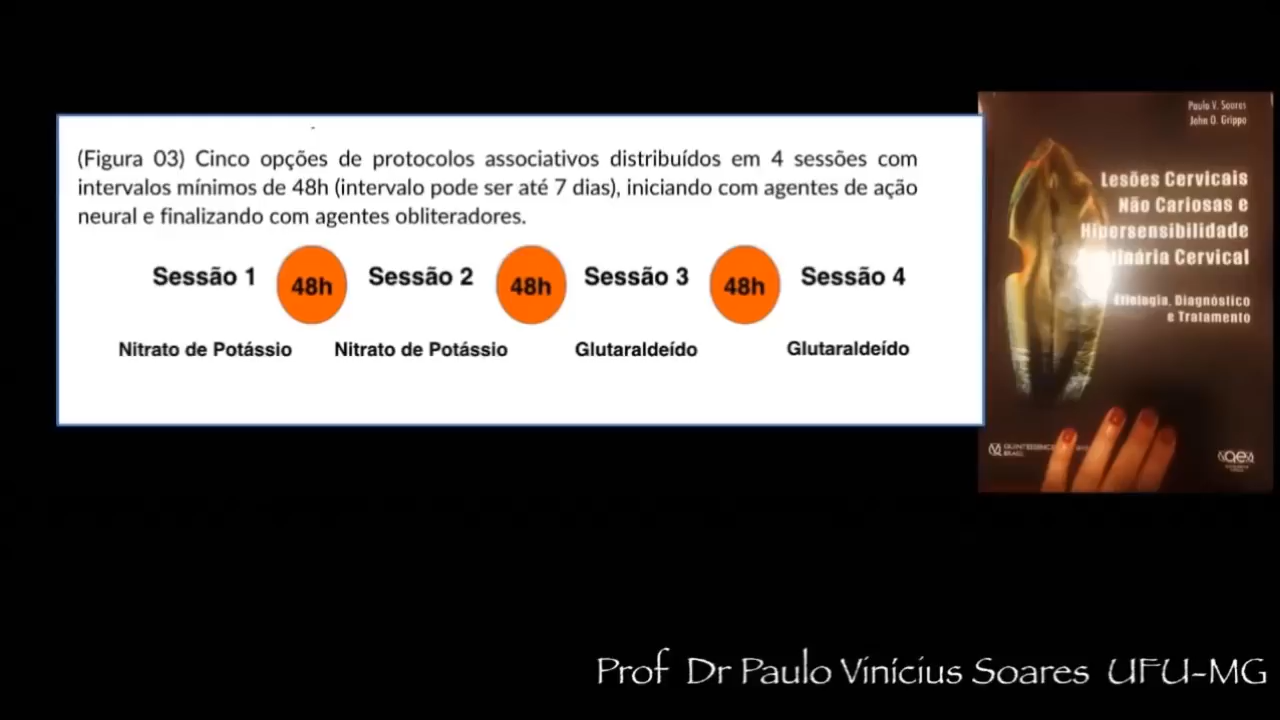 (Figura 03) Cinco opções de protocolos associativos distribuídos em 4 sessões com
intervalos mínimos de 48h (intervalo pode ser até 7 dias), iniciando com agentes de ação
neural e finalizando com agentes obliteradores.
Sessão 1 48h Sessão 2 48h Sessão 3 48h Sessão 4
Nitrato de Potássio Nitrato de Potássio Glutaraldeído Glutaraldeído
Paulo V. Soares
John O. Grippo
Lesões Cervicais
Não Cariosas e
Hipersensibilidade
Cervical
Etiologia, Diagnóstico
e Tratamento
Prof Dr Paulo Vinícius Soares UFU-MG